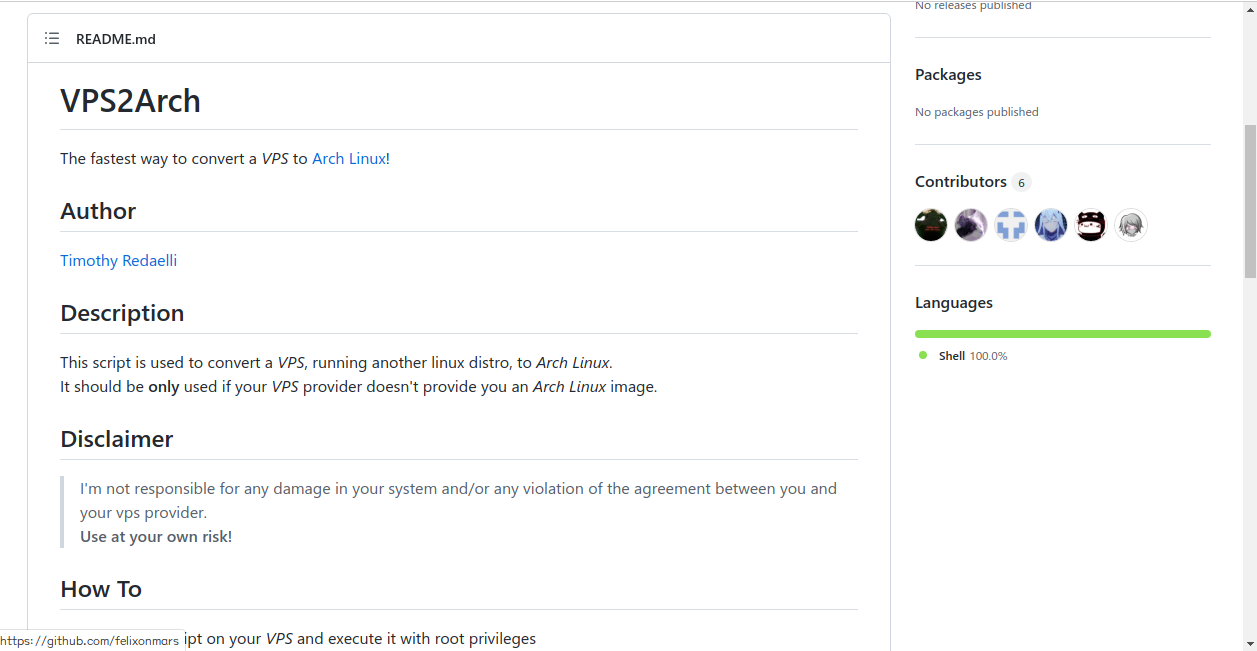 README.md
VPS2Arch
The fastest way to convert a VPS to Arch Linux!
Author
Timothy Redaelli
Description
This script is used to convert a VPS, running another linux distro, to Arch Linux.
It should be only used if your VPS provider doesn't provide you an Arch Linux image.
Disclaimer
I'm not responsible for any damage in your system and/or any violation of the agreement between you and
your vps provider.
Use at your own risk!
How To
ipt on your VPS and execute it with root privileges
https://github.com/felixonmars
No releases published
Packages
No packages published
Contributors 6
Languages
Shell 100.0%